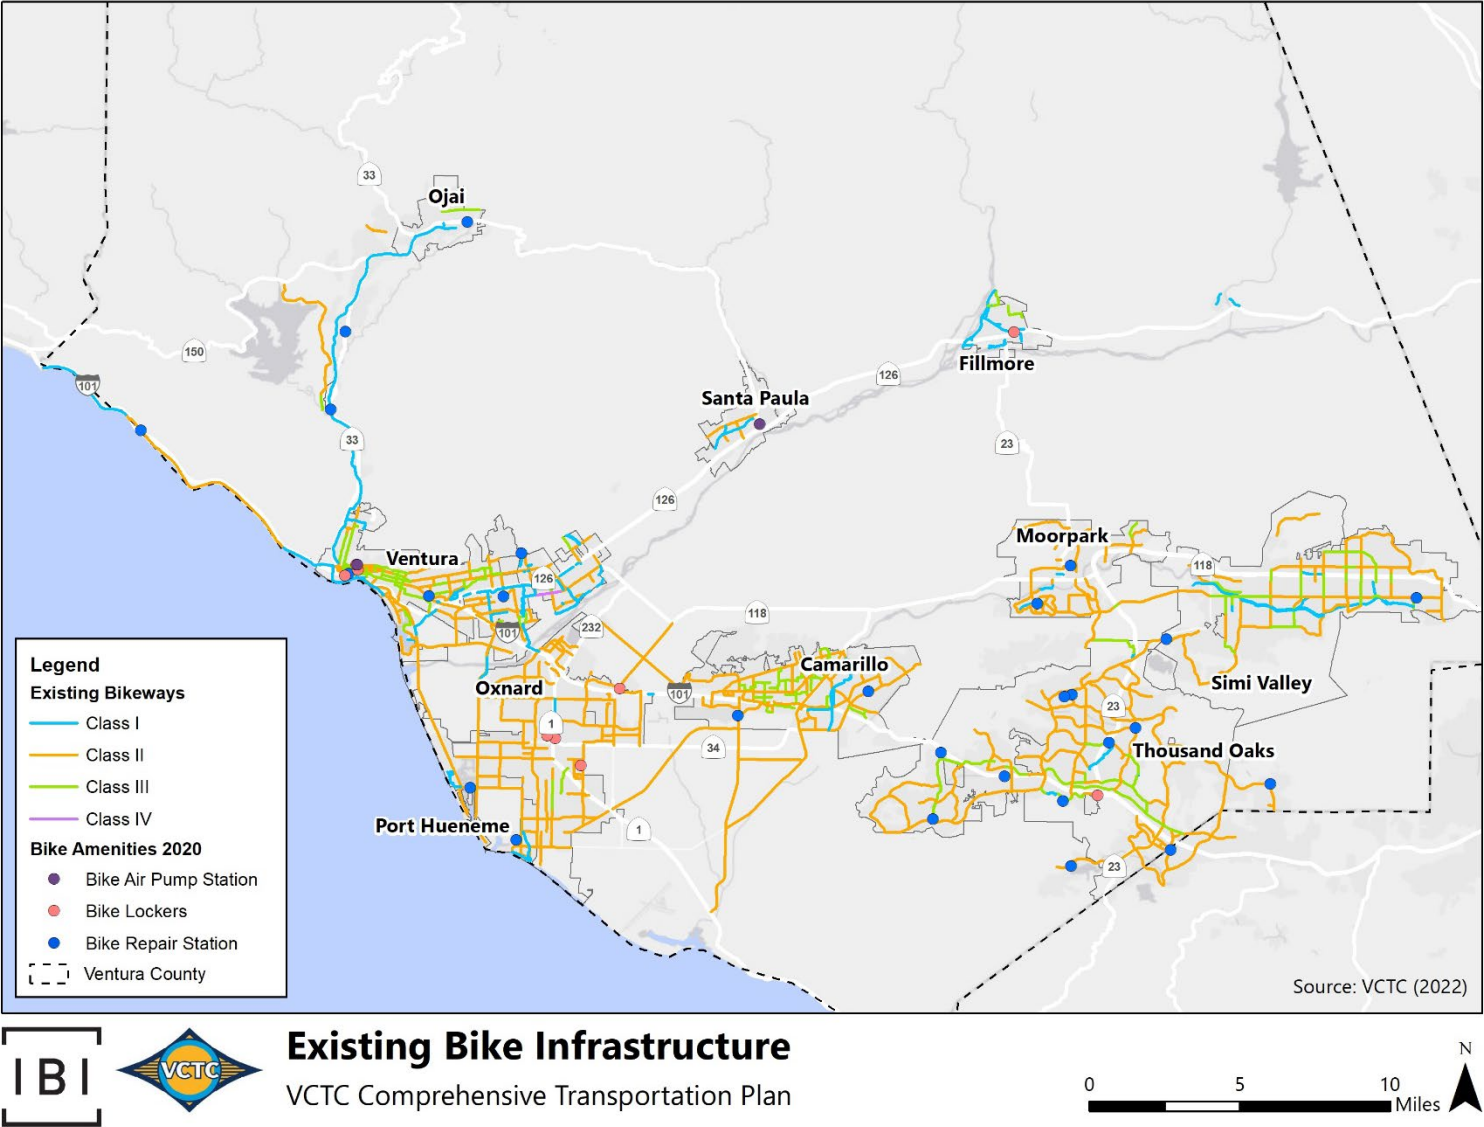 33
Ojai
150
101
Fillmore
126
Santa Paula
23
33
126
Moorpark
Ventura
118
126
118
232
101
Camarillo
Simi Valley
Oxnard
101
23
1
34
Thousand Oaks
Port Hueneme
1
23
Legend
Existing Bikeways
Class I
Class II
Class III
Class IV
Bike Amenities 2020
Bike Air Pump Station
Bike Lockers
Bike Repair Station
Ventura County
Source: VCTC (2022)
IBI
VCTC
Existing Bike Infrastructure
VCTC Comprehensive Transportation Plan
N
0 5 10
Miles